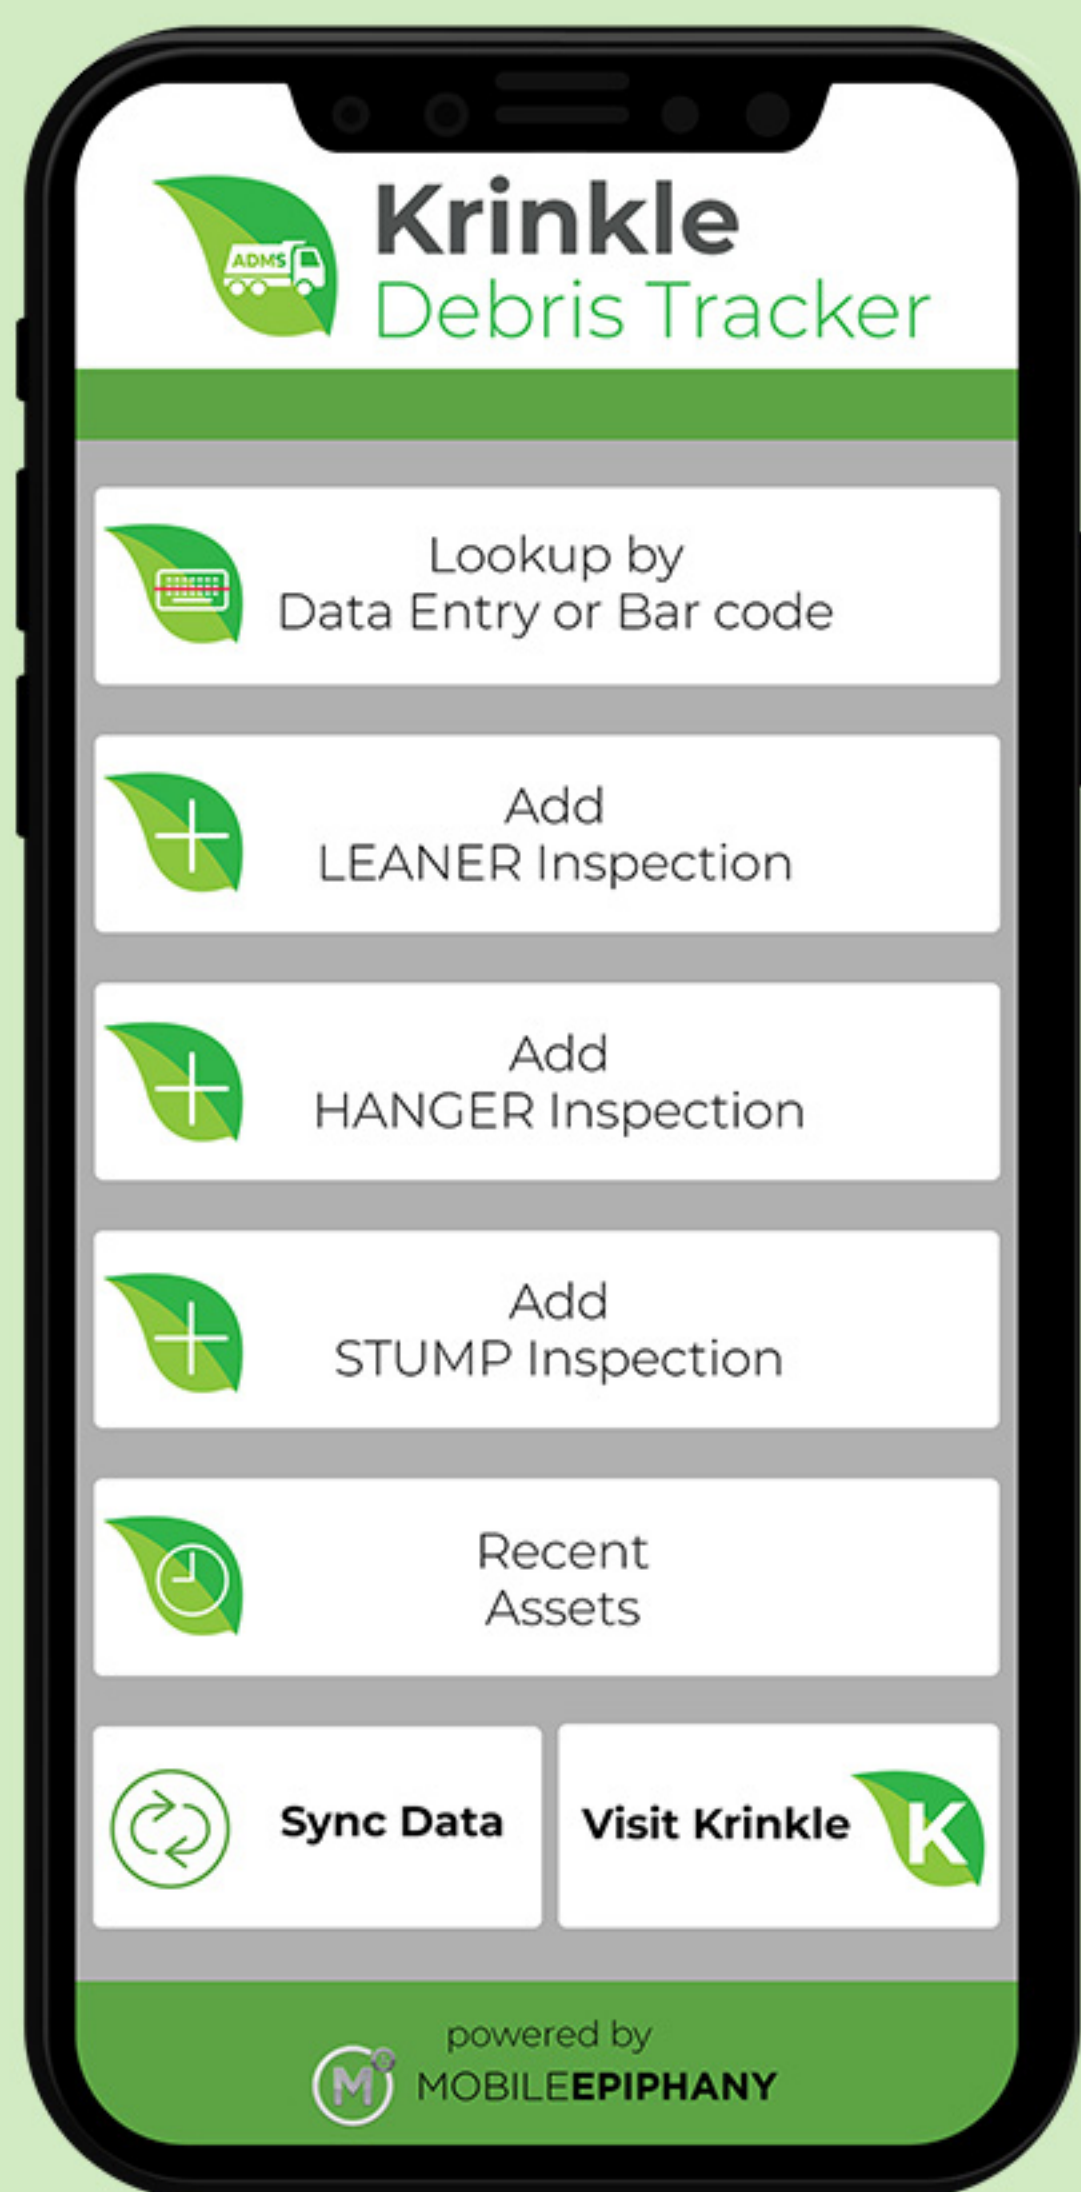 ADMS
Krinkle
Debris Tracker
Lookup by
Data Entry or Bar code
Add
LEANER Inspection
Add
HANGER Inspection
Add
STUMP Inspection
Recent
Assets
Sync Data
Visit Krinkle
K
powered by
M
MOBILEEPIPHANY